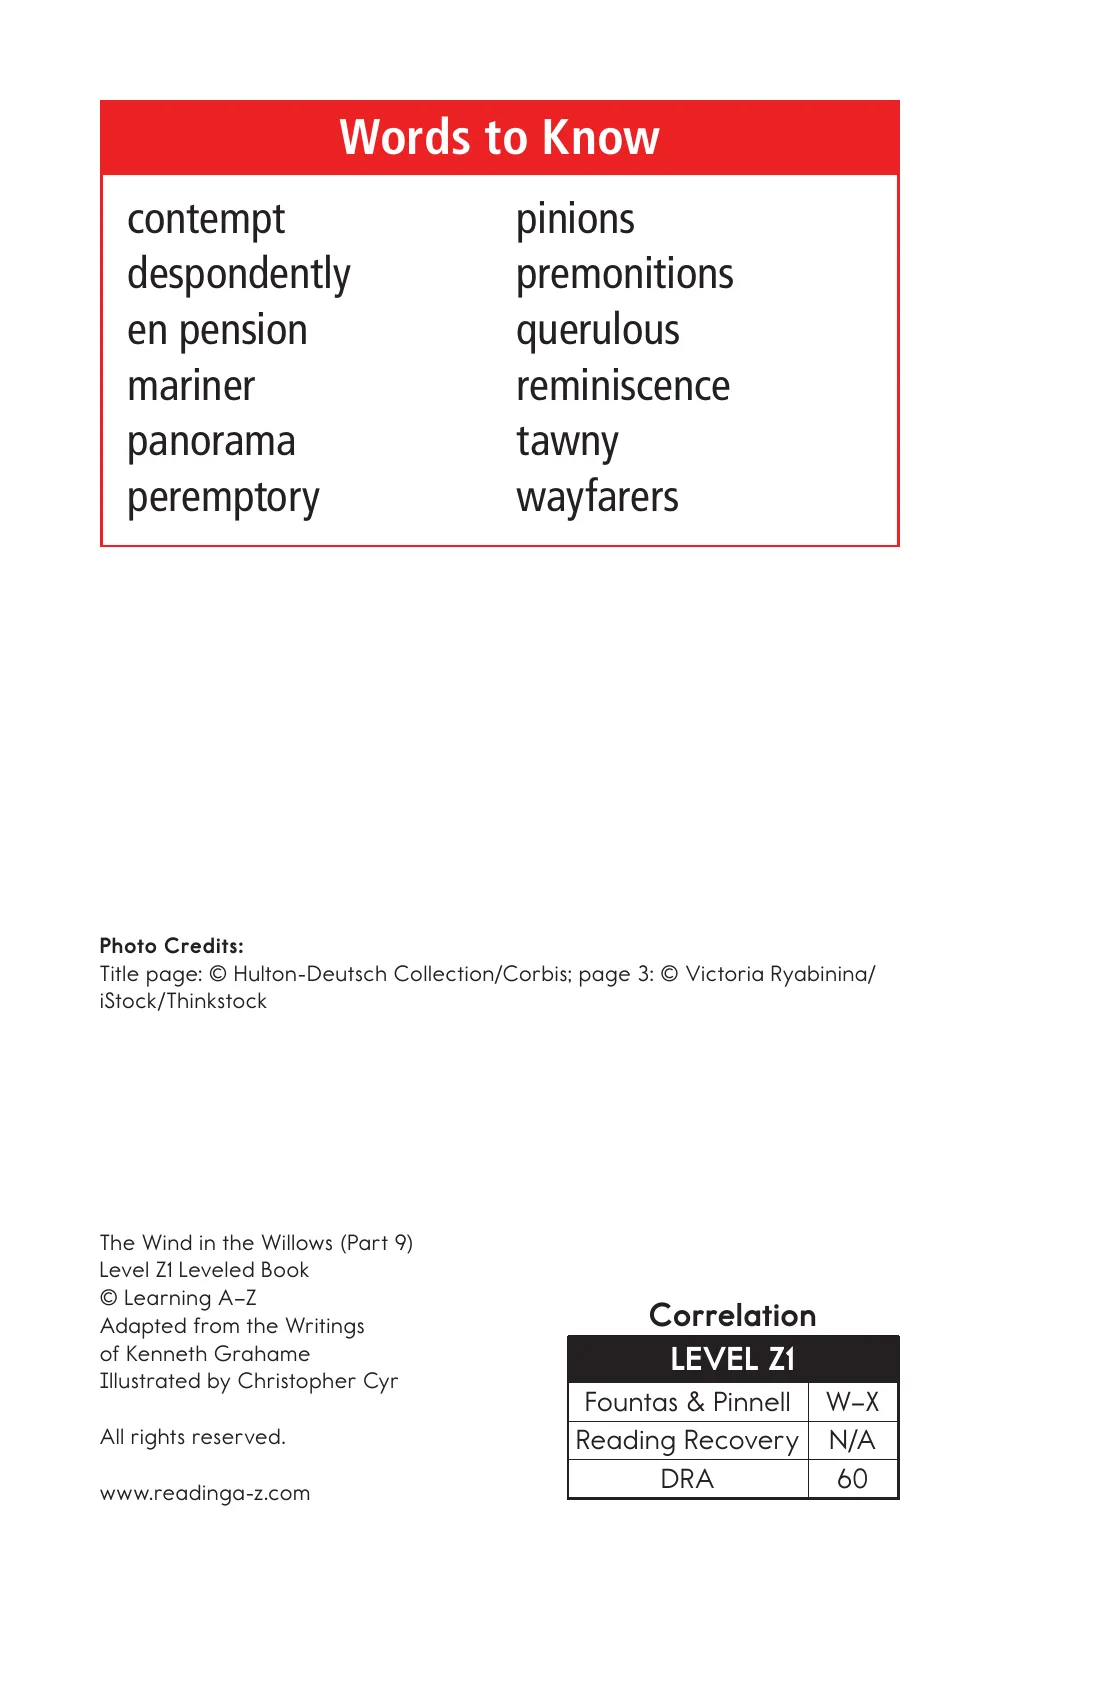 Words to Know
contempt
despondently
en pension
mariner
panorama
peremptory
pinions
premonitions
querulous
reminiscence
tawny
wayfarers
Photo Credits:
Title page: © Hulton-Deutsch Collection/Corbis; page 3: © Victoria Ryabinina/
iStock/Thinkstock
The Wind in the Willows (Part 9)
Level Z1 Leveled Book
© Learning A–Z
Adapted from the Writings
of Kenneth Grahame
Illustrated by Christopher Cyr
All rights reserved.
www.readinga-z.com
Correlation
LEVEL Z1
Fountas & Pinnell W–X
Reading Recovery N/A
DRA 60